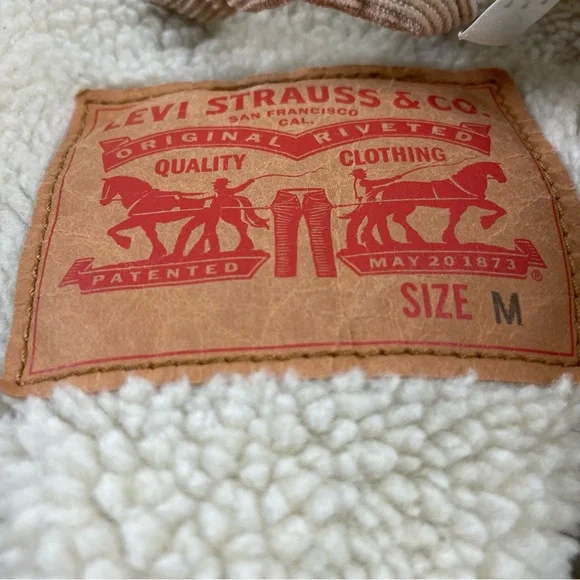 LEVI STRAUSS & CO.
SAN FRANCISCO
CAL.
ORIGINAL RIVETED
QUALITY CLOTHING
PATENTED MAY 20 1873 ®
SIZE M